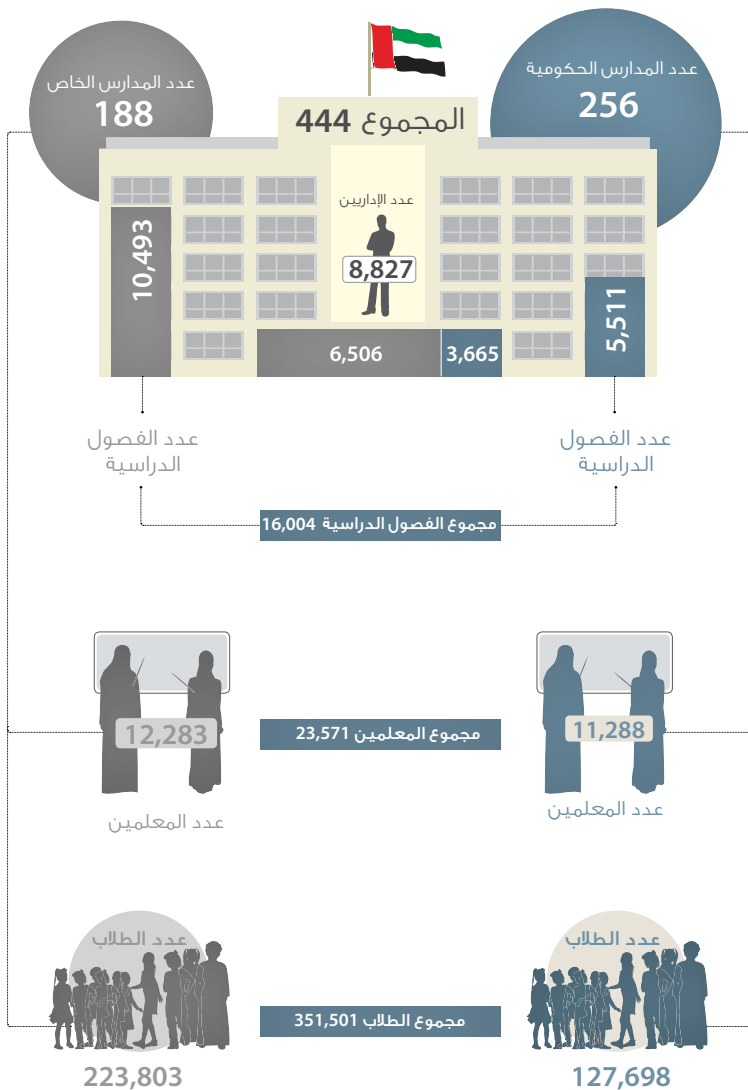 عدد المدارس الحكومية
256
عدد المدارس الخاص
188
المجموع 444
عدد الإداريين
8,827
5,511
10,493
3,665
6,506
عدد الفصول
الدراسية
عدد الفصول
الدراسية
مجموع الفصول الدراسية 16,004
11,288
12,283
مجموع المعلمين 23,571
عدد المعلمين
عدد المعلمين
عدد الطلاب
عدد الطلاب
مجموع الطلاب 351,501
127,698
223,803